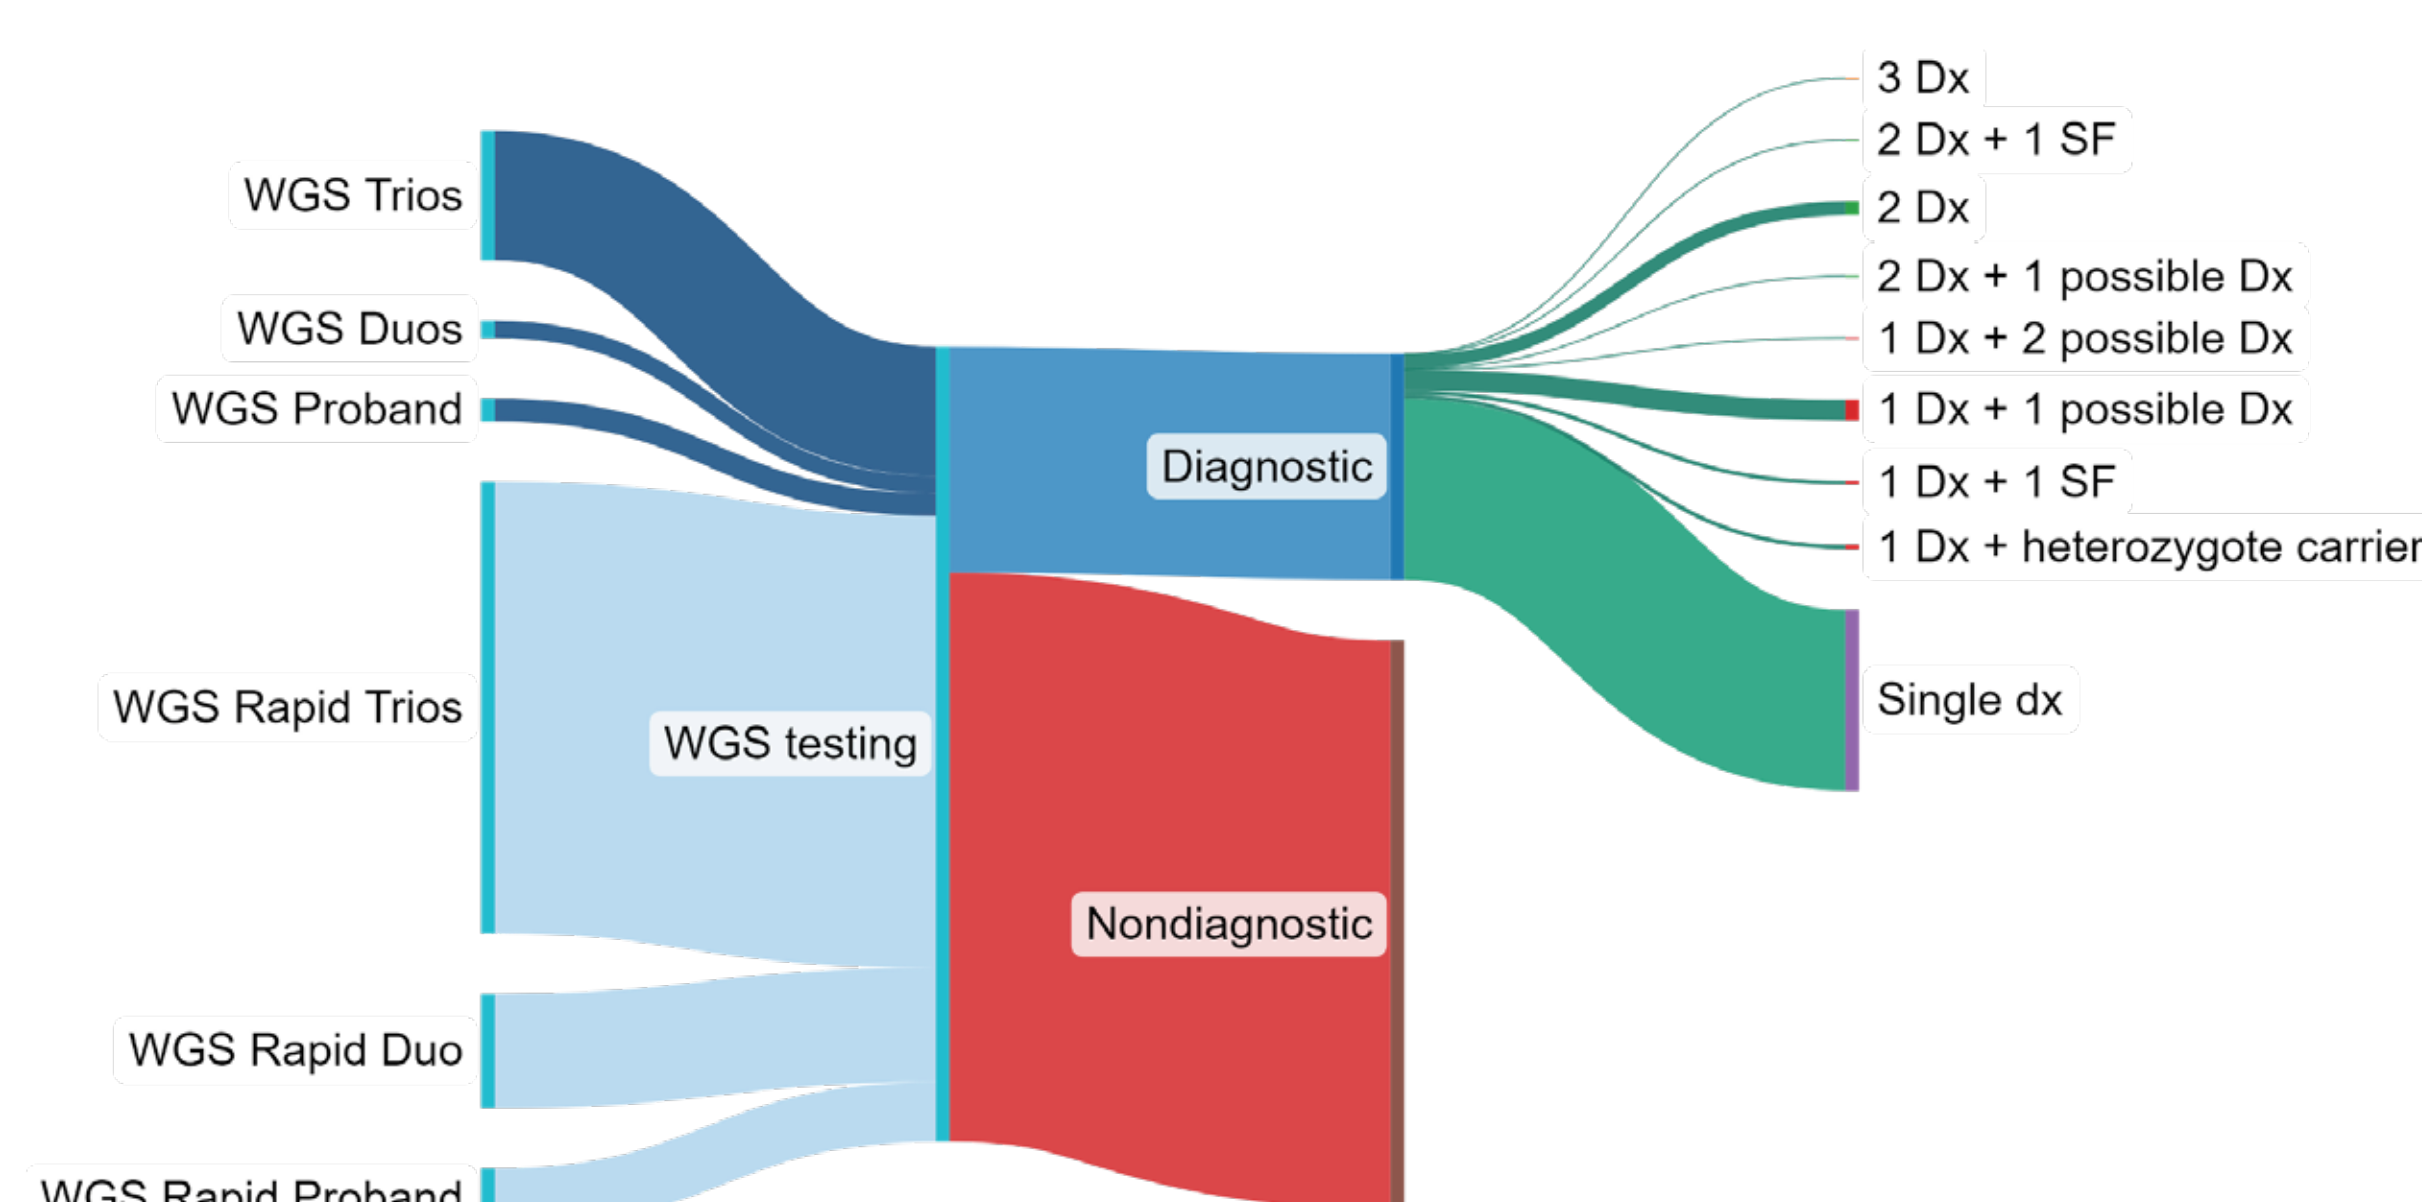 WGS Trios
WGS Duos
WGS Proband
WGS Rapid Trios
WGS Rapid Duo
WGS Rapid Proband
WGS testing
Diagnostic
Nondiagnostic
3 Dx
2 Dx + 1 SF
2 Dx
2 Dx + 1 possible Dx
1 Dx + 2 possible Dx
1 Dx + 1 possible Dx
1 Dx + 1 SF
1 Dx + heterozygote carrier
Single dx